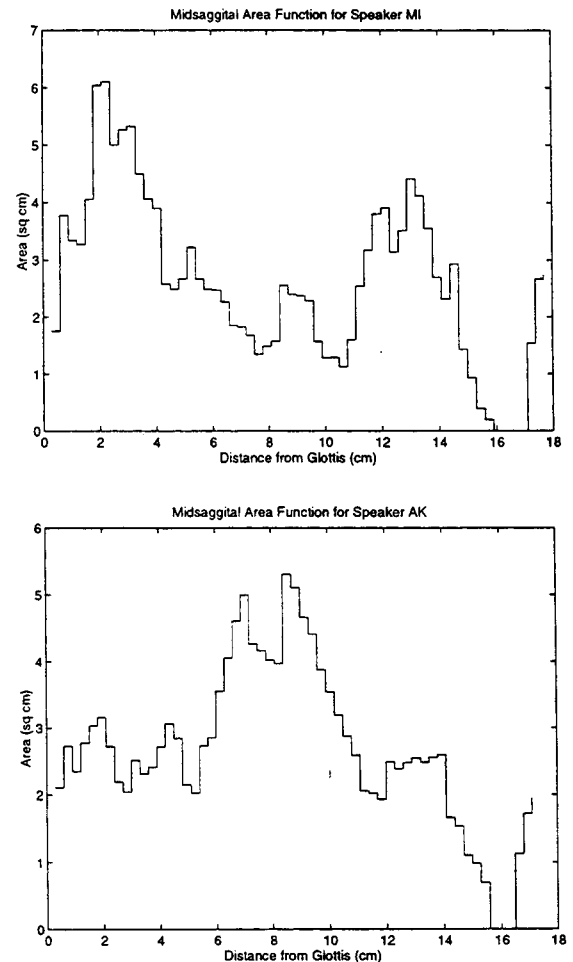 Midsaggital Area Function for Speaker MI
7
6
5
4
3
2
1
0
Area (sq cm)
0 2 4 6 8 10 12 14 16 18
Distance from Glottis (cm)
Midsaggital Area Function for Speaker AK
6
5
4
3
2
1
0
Area (sq cm)
0 2 4 6 8 10 12 14 16 18
Distance from Glottis (cm)